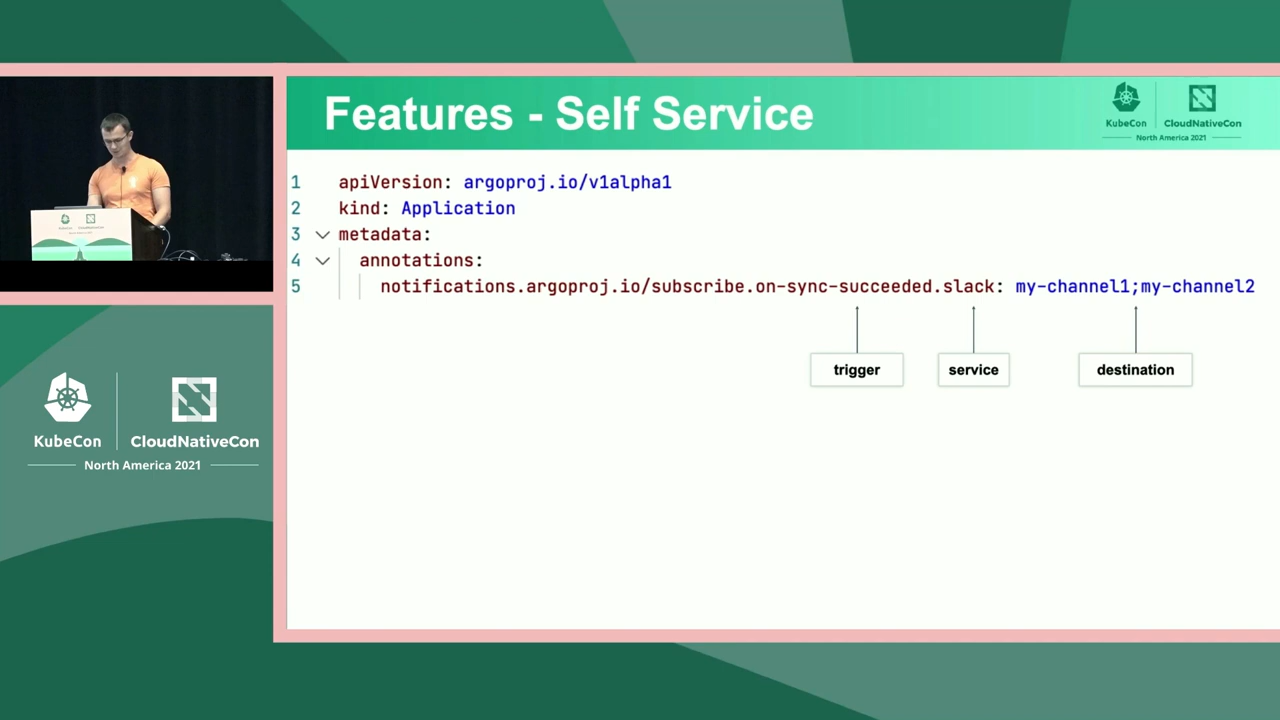 Features - Self Service
KubeCon
CloudNativeCon
North America 2021
1 apiVersion: argoproj.io/v1alpha1
2 kind: Application
3 metadata:
4 annotations:
5 notifications.argoproj.io/subscribe.on-sync-succeeded.slack: my-channel1;my-channel2
trigger
service
destination
KubeCon
CloudNativeCon
North America 2021